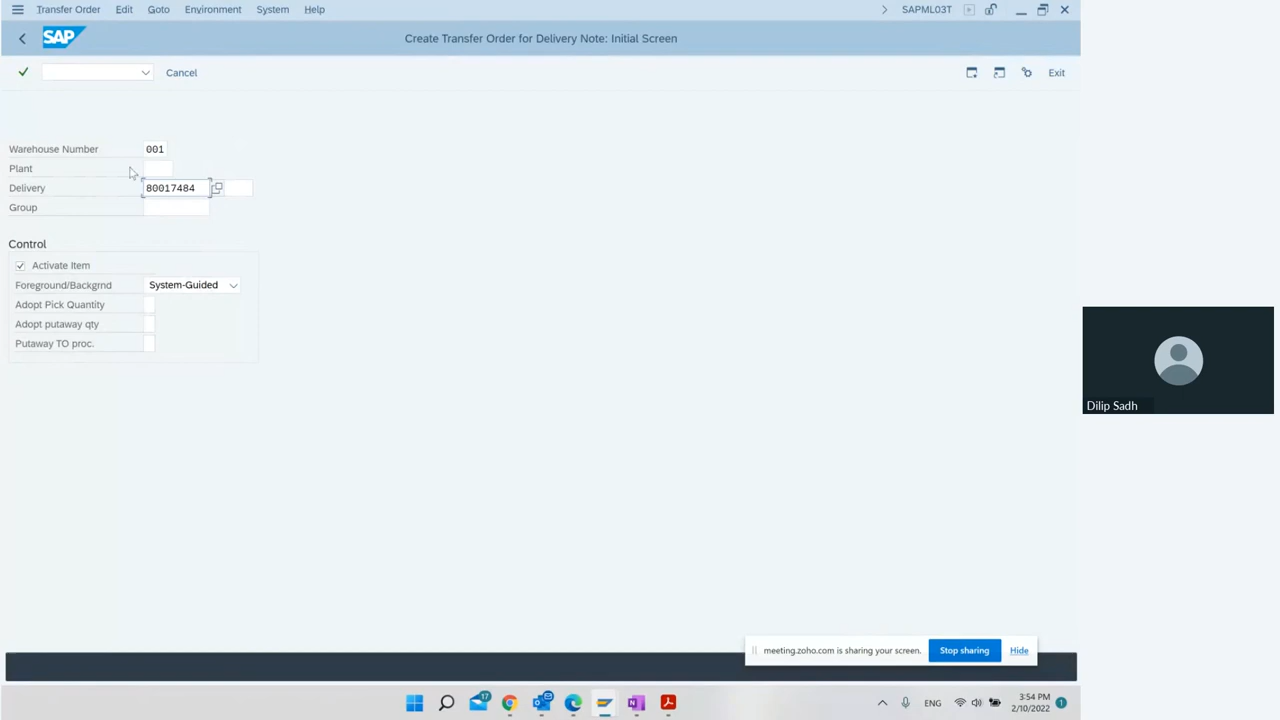 Transfer Order Edit Goto Environment System Help SAPML03T
SAP Create Transfer Order for Delivery Note: Initial Screen
Cancel Exit
Warehouse Number 001
Plant
Delivery 80017484
Group
Control
Activate Item
Foreground/Backgrnd System-Guided
Adopt Pick Quantity
Adopt putaway qty
Putaway TO proc.
Dilip Sadh
meeting.zoho.com is sharing your screen. Stop sharing Hide
17 ENG 3:54 PM
2/10/2022 1